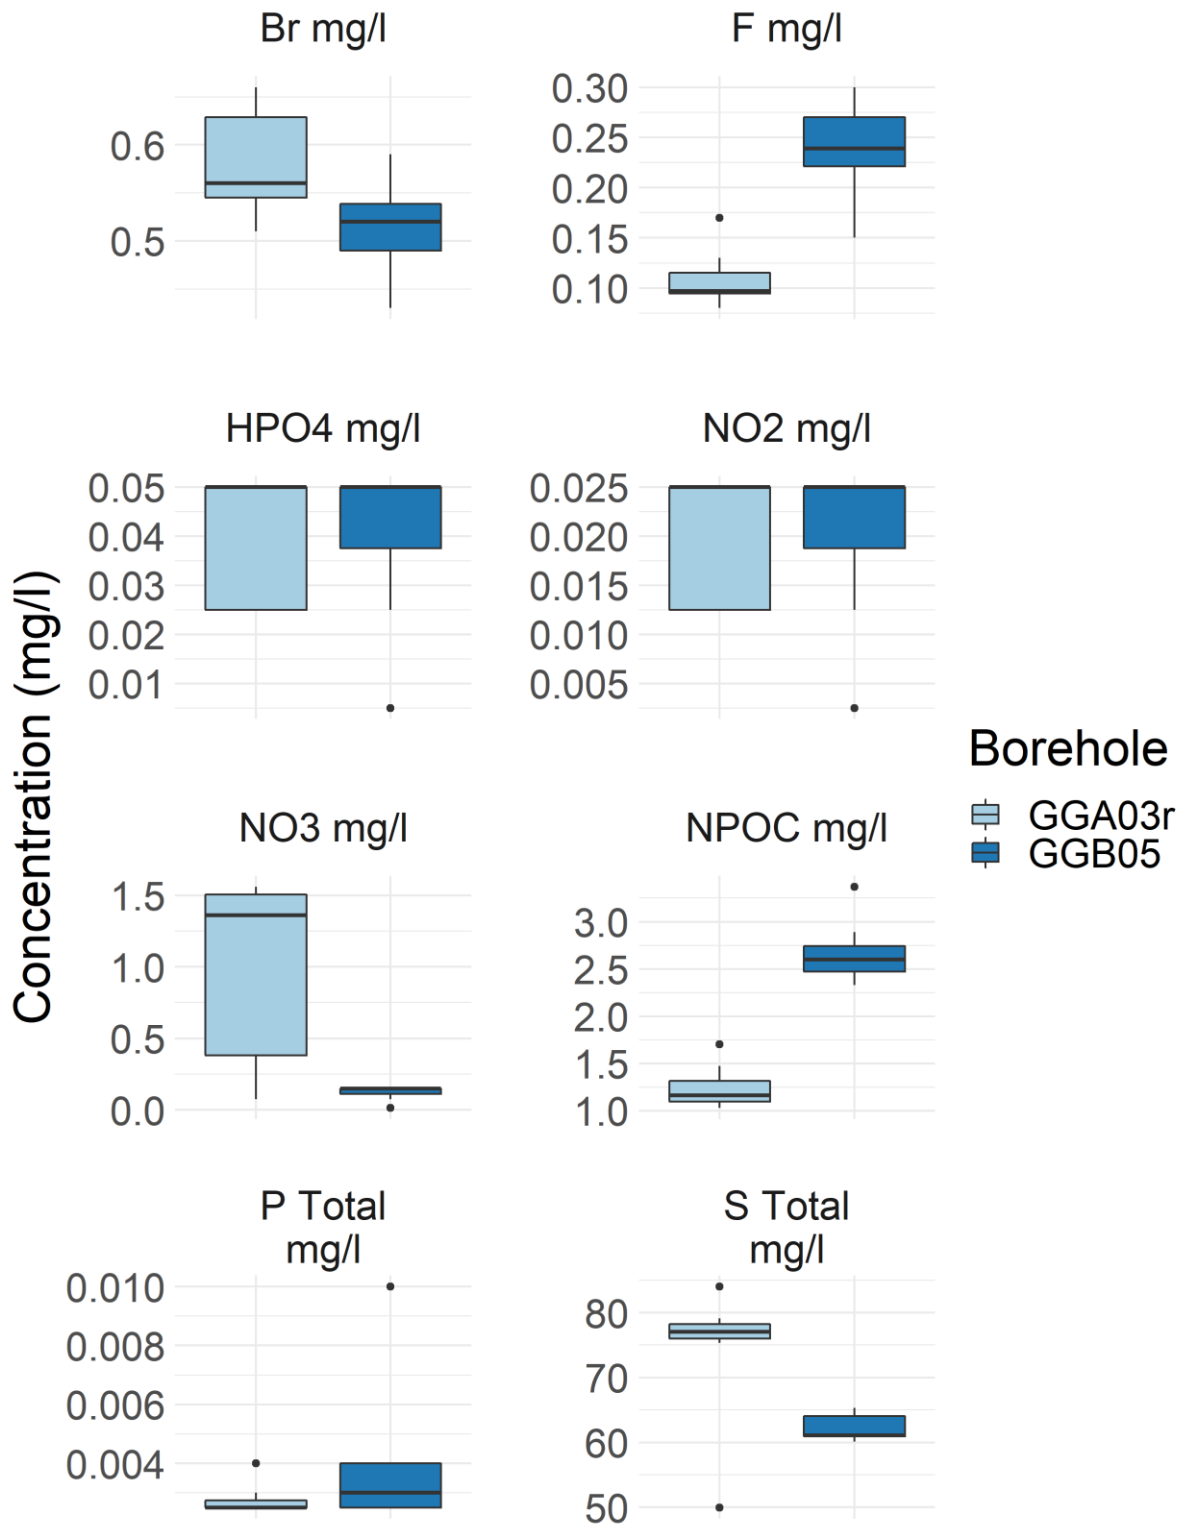 Br mg/l
F mg/l
0.6
0.5
0.30
0.25
0.20
0.15
0.10
HPO4 mg/l
NO2 mg/l
0.05
0.04
0.03
0.02
0.01
0.025
0.020
0.015
0.010
0.005
Concentration (mg/l)
Borehole
GGA03r
GGB05
NO3 mg/l
NPOC mg/l
1.5
1.0
0.5
0.0
3.0
2.5
2.0
1.5
1.0
P Total
mg/l
S Total
mg/l
0.010
0.008
0.006
0.004
80
70
60
50